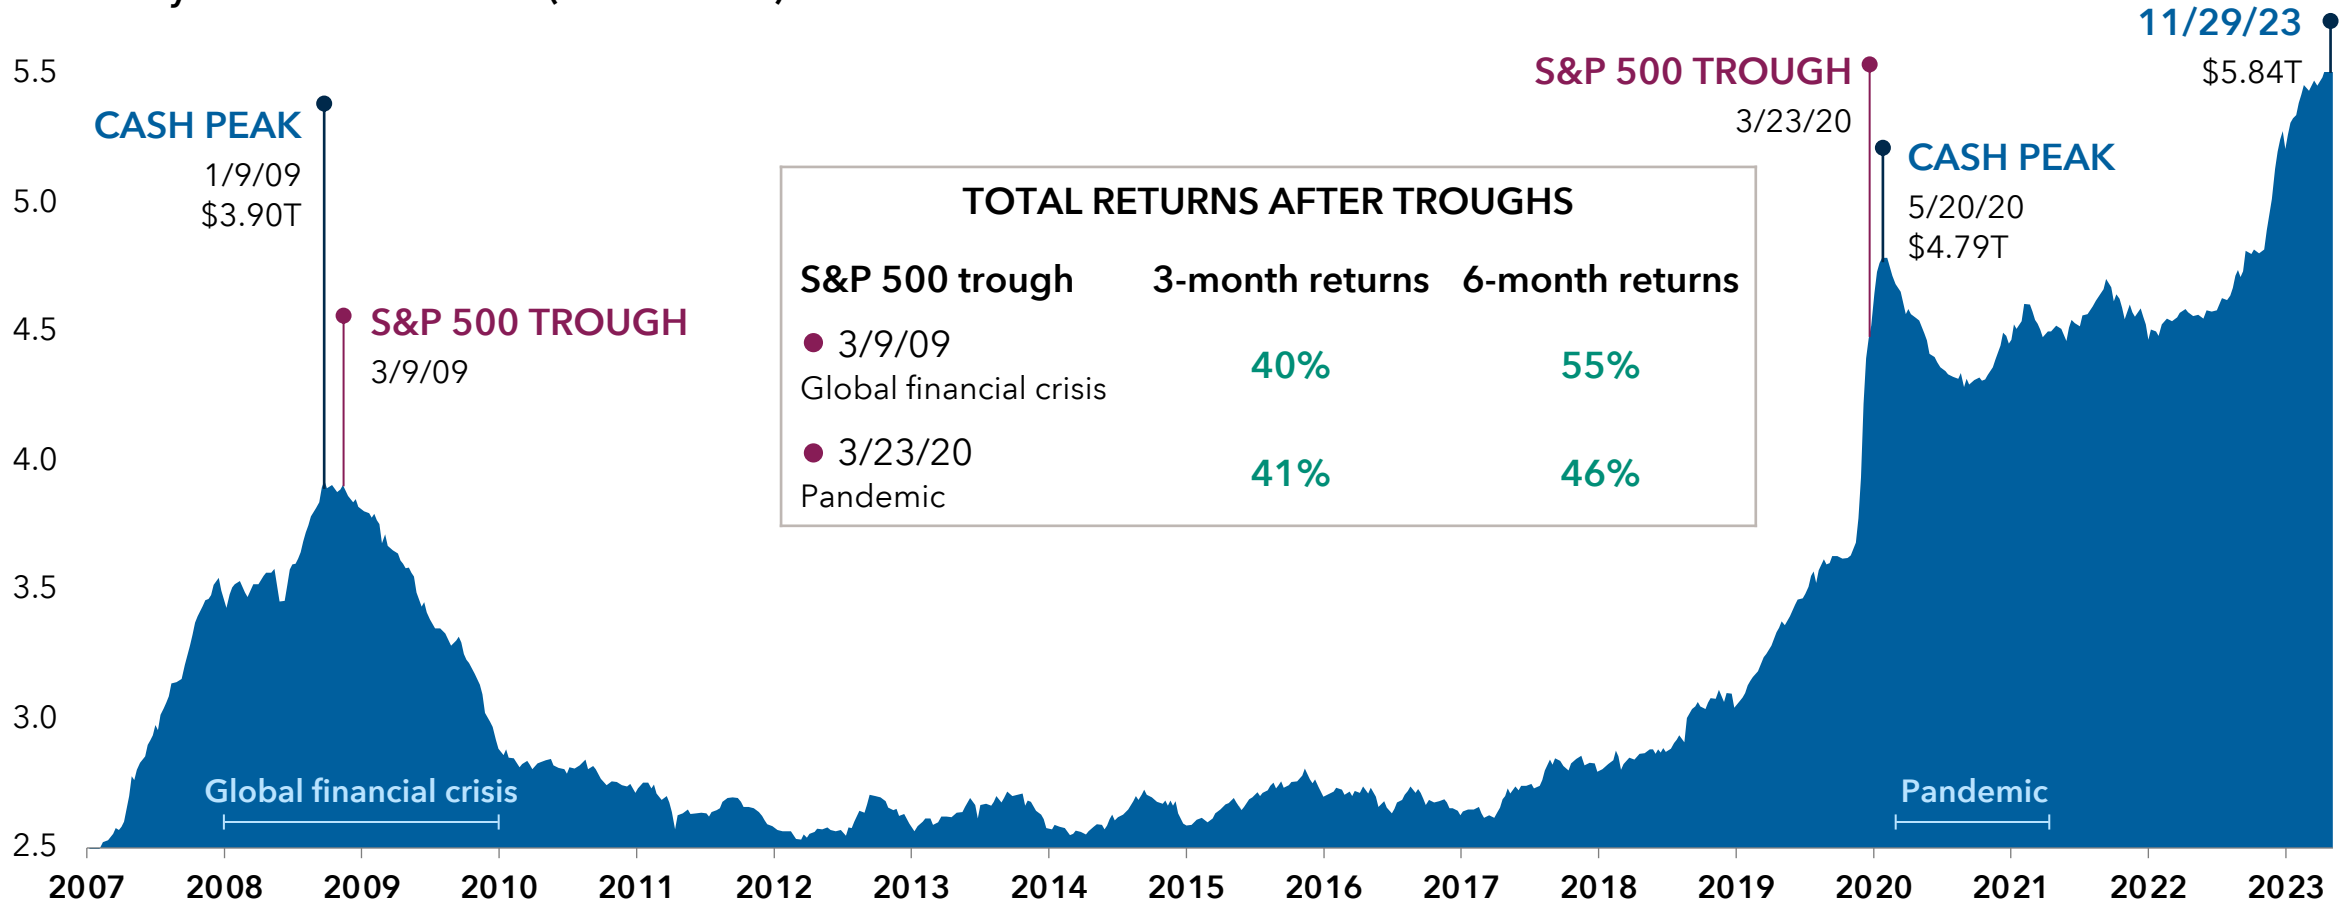 11/29/23
$5.84T
5.5
S&P 500 TROUGH
3/23/20
CASH PEAK
1/9/09
$3.90T
CASH PEAK
5/20/20
$4.79T
5.0
TOTAL RETURNS AFTER TROUGHS
S&P 500 trough 3-month returns 6-month returns
3/9/09
Global financial crisis
40% 55%
3/23/20
Pandemic
41% 46%
S&P 500 TROUGH
3/9/09
4.5
4.0
3.5
3.0
2.5
Global financial crisis
Pandemic
2007 2008 2009 2010 2011 2012 2013 2014 2015 2016 2017 2018 2019 2020 2021 2022 2023